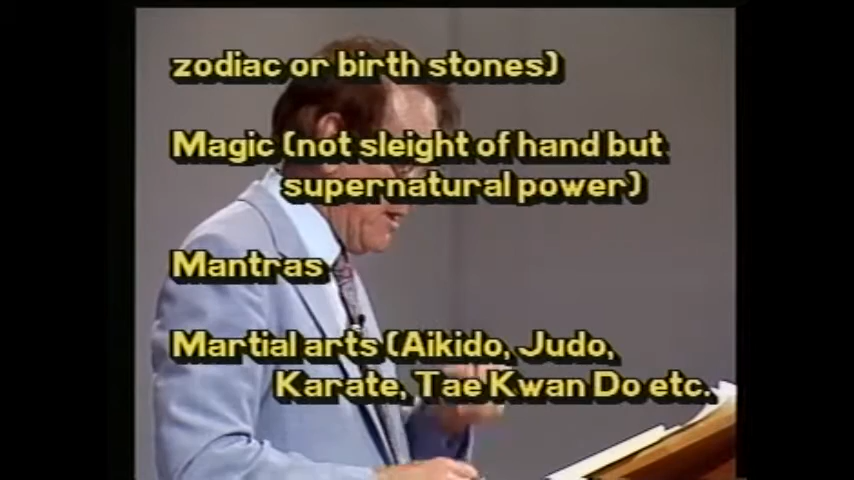 zodiac or birth stones)
Magic (not sleight of hand but
supernatural power)
Mantras
Martial arts (Aikido, Judo,
Karate, Tae Kwan Do etc.